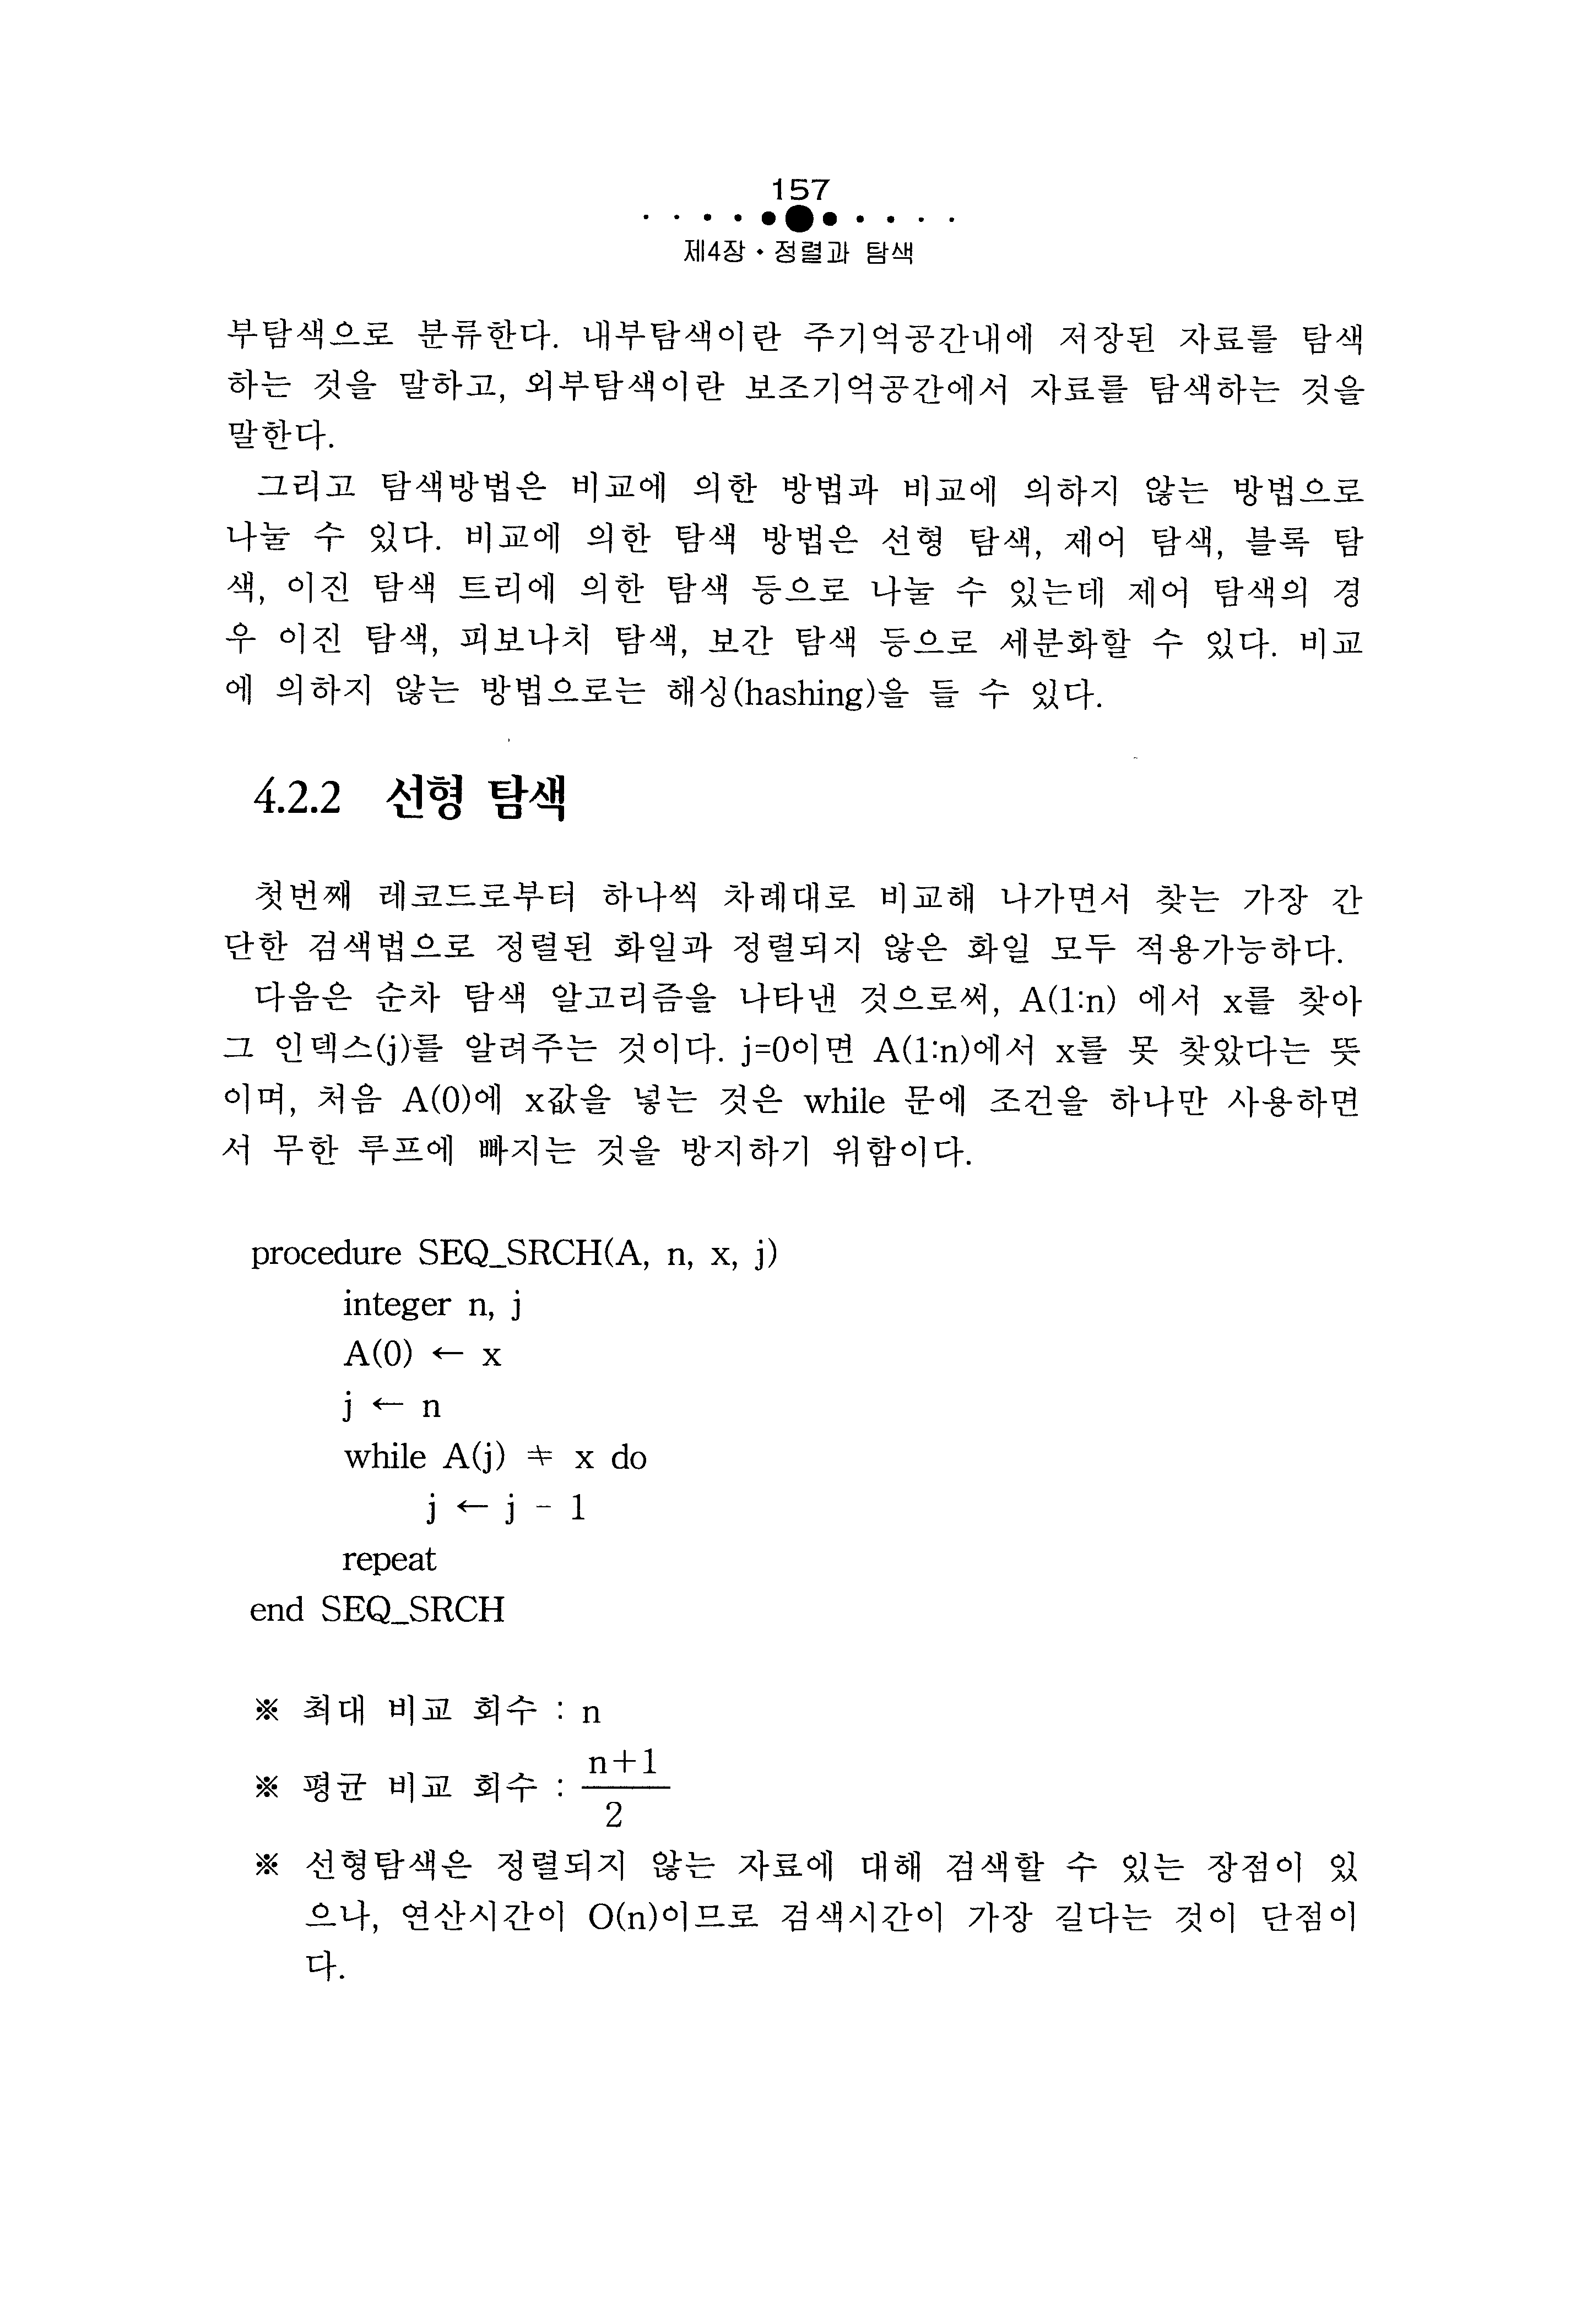 157
제4장 • 정렬과 탐색
부탐색으로 분류한다. 내부탐색이란 주기억공간내에 저장된 자료를 탐색
하는 것을 말하고, 외부탐색이란 보조기억공간에서 자료를 탐색하는 것을
말한다.
그리고 탐색방법은 비교에 의한 방법과 비교에 의하지 않는 방법으로
나눌 수 있다. 비교에 의한 탐색 방법은 선형 탐색, 제어 탐색, 블록 탐
색, 이진 탐색 트리에 의한 탐색 등으로 나눌 수 있는데 제어 탐색의 경
우 이진 탐색, 피보나치 탐색, 보간 탐색 등으로 세분화할 수 있다. 비교
에 의하지 않는 방법으로는 해싱(hashing)을 들 수 있다.
4.2.2 선형 탐색
첫번째 레코드로부터 하나씩 차례대로 비교해 나가면서 찾는 가장 간
단한 검색법으로 정렬된 화일과 정렬되지 않은 화일 모두 적용가능하다.
다음은 순차 탐색 알고리즘을 나타낸 것으로써, A(1:n) 에서 x를 찾아
그 인덱스(j)를 알려주는 것이다. j=0이면 A(1:n)에서 x를 못 찾았다는 뜻
이며, 처음 A(0)에 x값을 넣는 것은 while 문에 조건을 하나만 사용하면
서 무한 루프에 빠지는 것을 방지하기 위함이다.
procedure SEQ_SRCH(A, n, x, j)
integer n, j
A(0) ← x
j ← n
while A(j) ≠ x do
j ← j - 1
repeat
end SEQ_SRCH
※ 최대 비교 회수 : n
※ 평균 비교 회수 : n+1
2
※ 선형탐색은 정렬되지 않는 자료에 대해 검색할 수 있는 장점이 있
으나, 연산시간이 O(n)이므로 검색시간이 가장 길다는 것이 단점이
다.